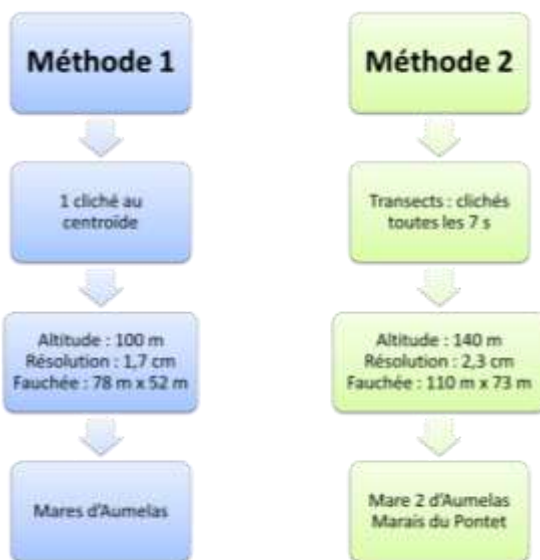 Méthode 1
1 cliché au
centroïde
Altitude : 100 m
Résolution : 1,7 cm
Fauchée : 78 m x 52 m
Mares d'Aumelas
Méthode 2
Transects : clichés
toutes les 7 s
Altitude : 140 m
Résolution : 2,3 cm
Fauchée : 110 m x 73 m
Mare 2 d'Aumelas
Marais du Pontet